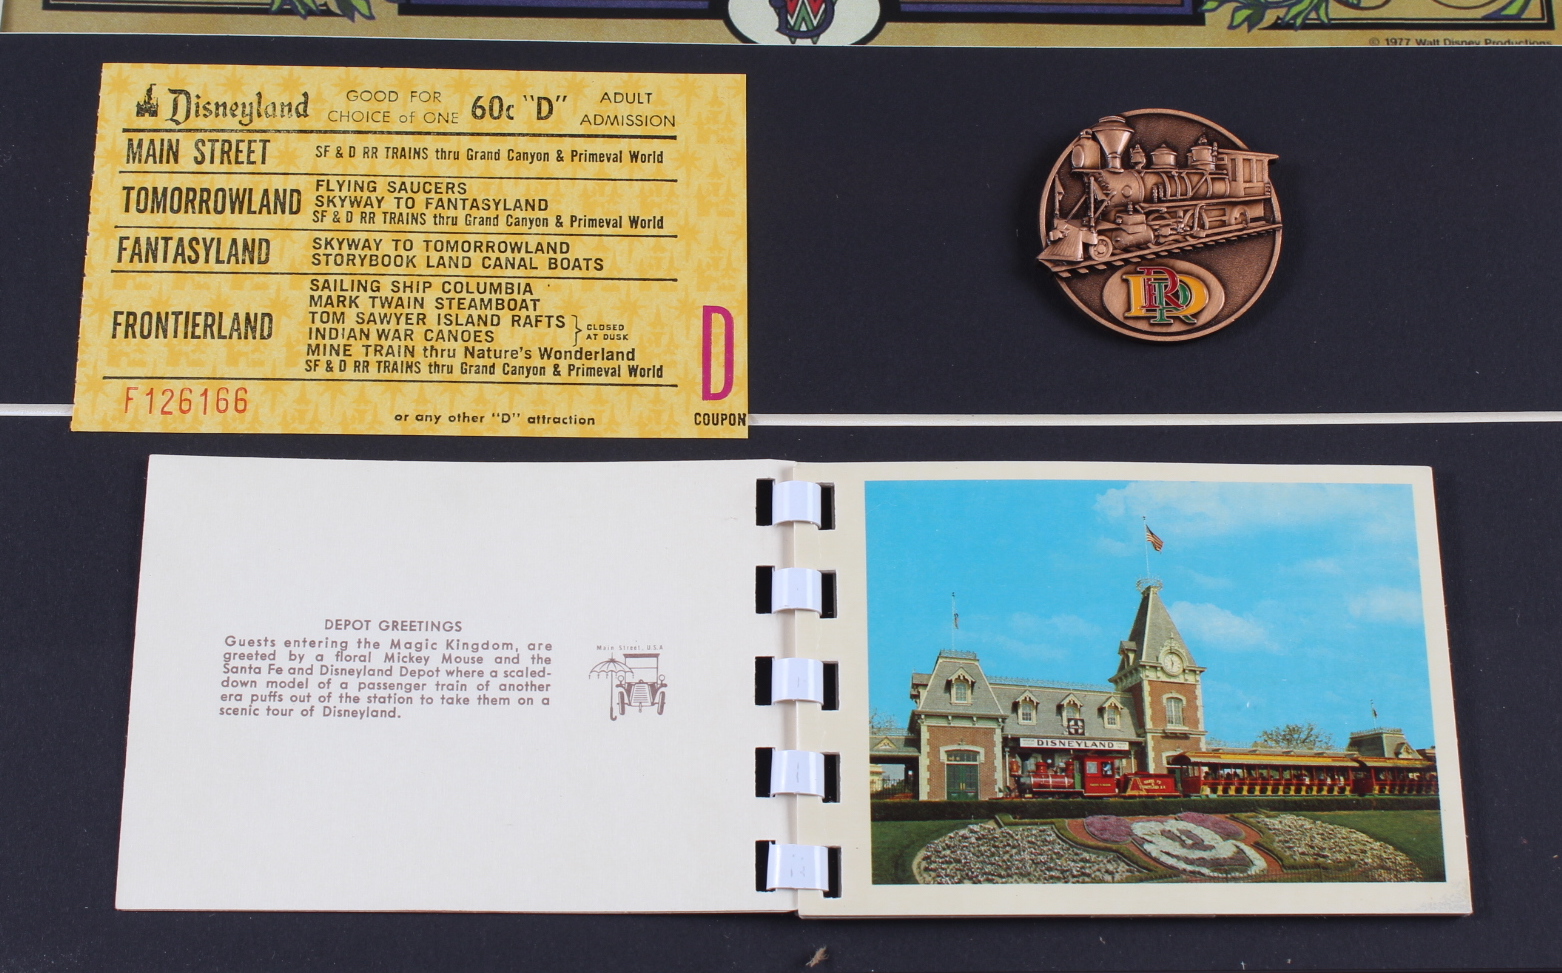 © 1977 Walt Disney Productions
Disneyland
GOOD FOR
CHOICE of ONE
60c "D"
ADULT
ADMISSION
MAIN STREET
SF & D RR TRAINS thru Grand Canyon & Primeval World
TOMORROWLAND
FLYING SAUCERS
SKYWAY TO FANTASYLAND
SF & D RR TRAINS thru Grand Canyon & Primeval World
FANTASYLAND
SKYWAY TO TOMORROWLAND
STORYBOOK LAND CANAL BOATS
FRONTIERLAND
SAILING SHIP COLUMBIA
MARK TWAIN STEAMBOAT
TOM SAWYER ISLAND RAFTS
INDIAN WAR CANOES
CLOSED
AT DUSK
MINE TRAIN thru Nature's Wonderland
SF & D RR TRAINS thru Grand Canyon & Primeval World
F126166
or any other "D" attraction
D
COUPON
DRR
DEPOT GREETINGS
Guests entering the Magic Kingdom, are
greeted by a floral Mickey Mouse and the
Santa Fe and Disneyland Depot where a scaled-
down model of a passenger train of another
era puffs out of the station to take them on a
scenic tour of Disneyland.
Main Street, U.S.A
DISNEYLAND